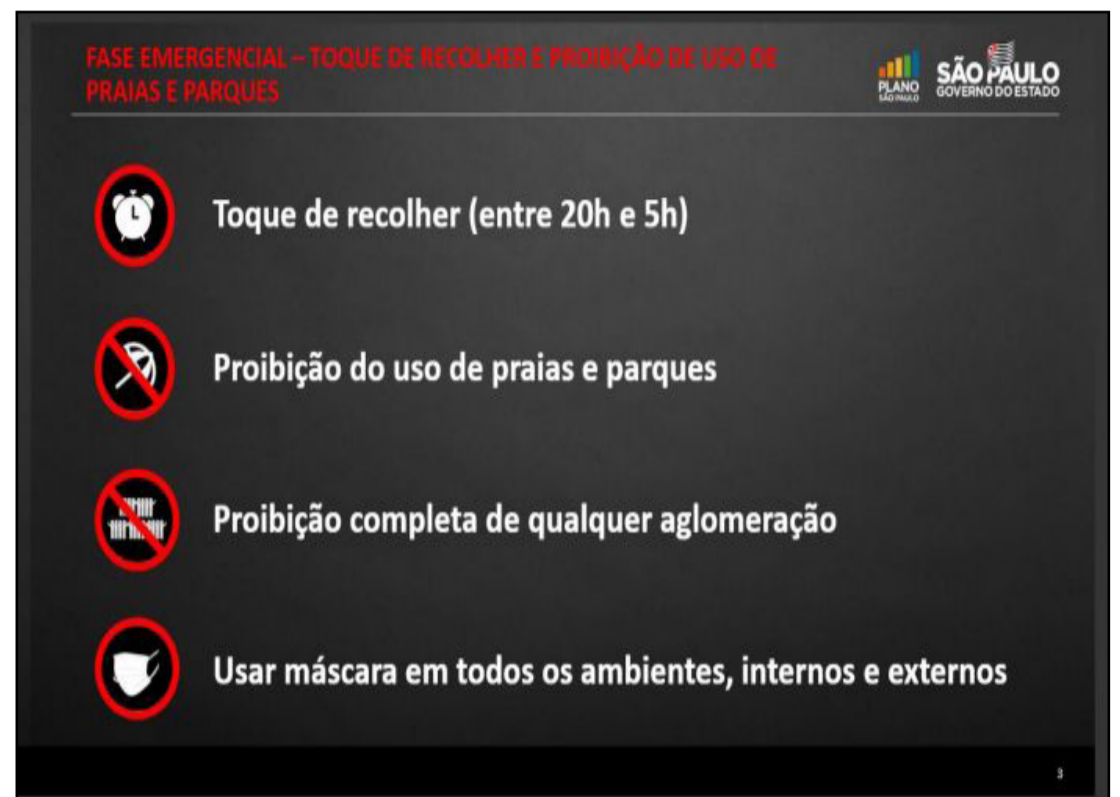 FASE EMERGENCIAL – TOQUE DE RECOLHER E PROIBIÇÃO DE USO DE
PRAIAS E PARQUES
PLANO
SÃO PAULO
SÃO PAULO
GOVERNO DO ESTADO
Toque de recolher (entre 20h e 5h)
Proibição do uso de praias e parques
Proibição completa de qualquer aglomeração
Usar máscara em todos os ambientes, internos e externos
3